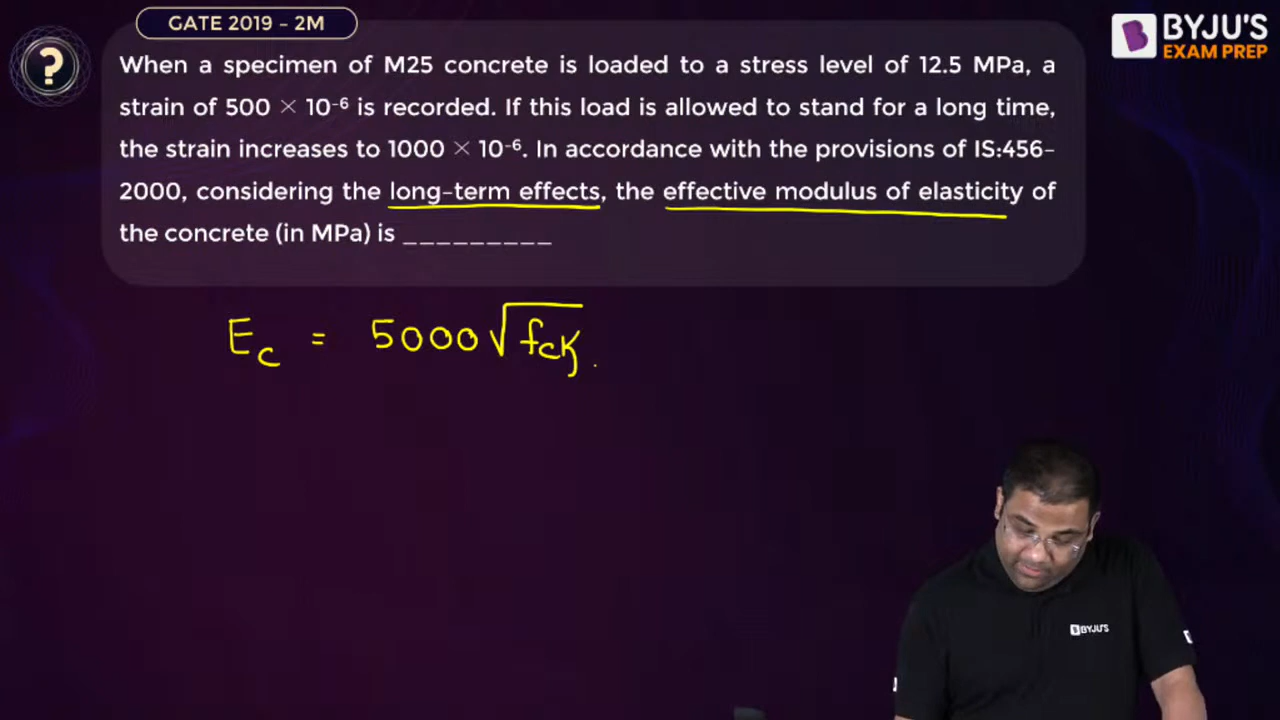 GATE 2019 – 2M
BYJU'S
EXAM PREP
?
When a specimen of M25 concrete is loaded to a stress level of 12.5 MPa, a
strain of 500 × 10⁻⁶ is recorded. If this load is allowed to stand for a long time,
the strain increases to 1000 × 10⁻⁶. In accordance with the provisions of IS:456–
2000, considering the long-term effects, the effective modulus of elasticity of
the concrete (in MPa) is _________
E_c = 5000√f_ck.
BYJU'S